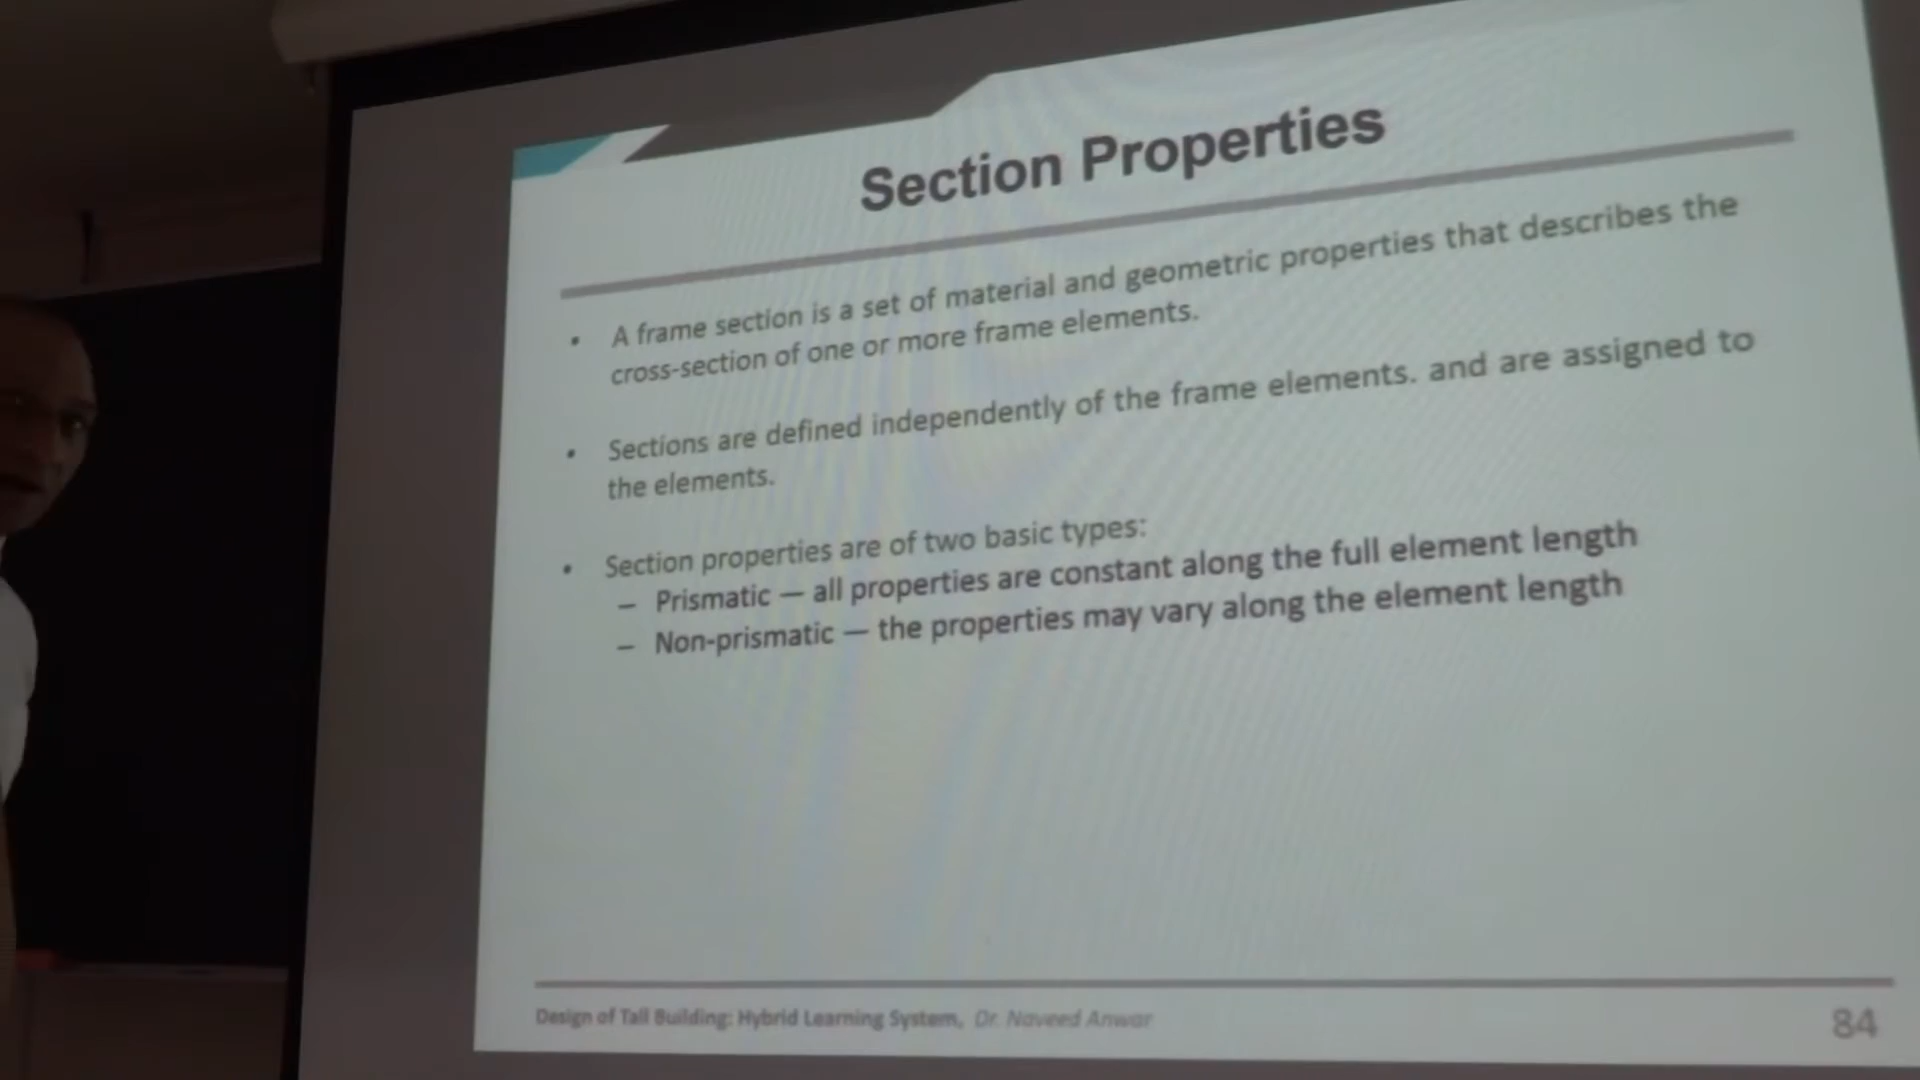 Section Properties
• A frame section is a set of material and geometric properties that describes the
cross-section of one or more frame elements.
• Sections are defined independently of the frame elements. and are assigned to
the elements.
• Section properties are of two basic types:
– Prismatic — all properties are constant along the full element length
– Non-prismatic — the properties may vary along the element length
Design of Tall Building: Hybrid Learning System, Dr. Naveed Anwar
84